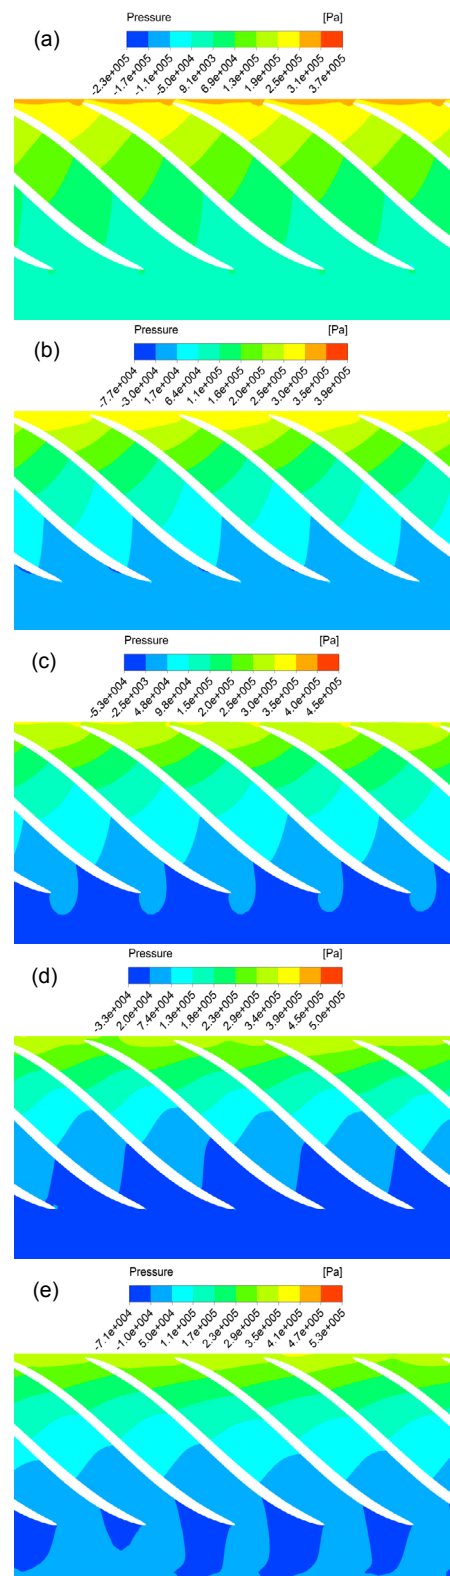 Pressure [Pa]
(a)
-2.3e+005
-1.7e+005
-1.1e+005
-5.0e+004
9.1e+003
6.9e+004
1.3e+005
1.9e+005
2.5e+005
3.1e+005
3.7e+005
Pressure [Pa]
(b)
-7.7e+004
-3.0e+004
1.7e+004
6.4e+004
1.1e+005
1.6e+005
2.0e+005
2.5e+005
3.0e+005
3.5e+005
3.9e+005
Pressure [Pa]
(c)
-5.3e+004
-2.5e+003
4.8e+004
9.8e+004
1.5e+005
2.0e+005
2.5e+005
3.0e+005
3.5e+005
4.0e+005
4.5e+005
Pressure [Pa]
(d)
-3.3e+004
2.0e+004
7.4e+004
1.3e+005
1.8e+005
2.3e+005
2.9e+005
3.4e+005
3.9e+005
4.5e+005
5.0e+005
Pressure [Pa]
(e)
-7.1e+004
-1.0e+004
5.0e+004
1.1e+005
1.7e+005
2.3e+005
2.9e+005
3.5e+005
4.1e+005
4.7e+005
5.3e+005